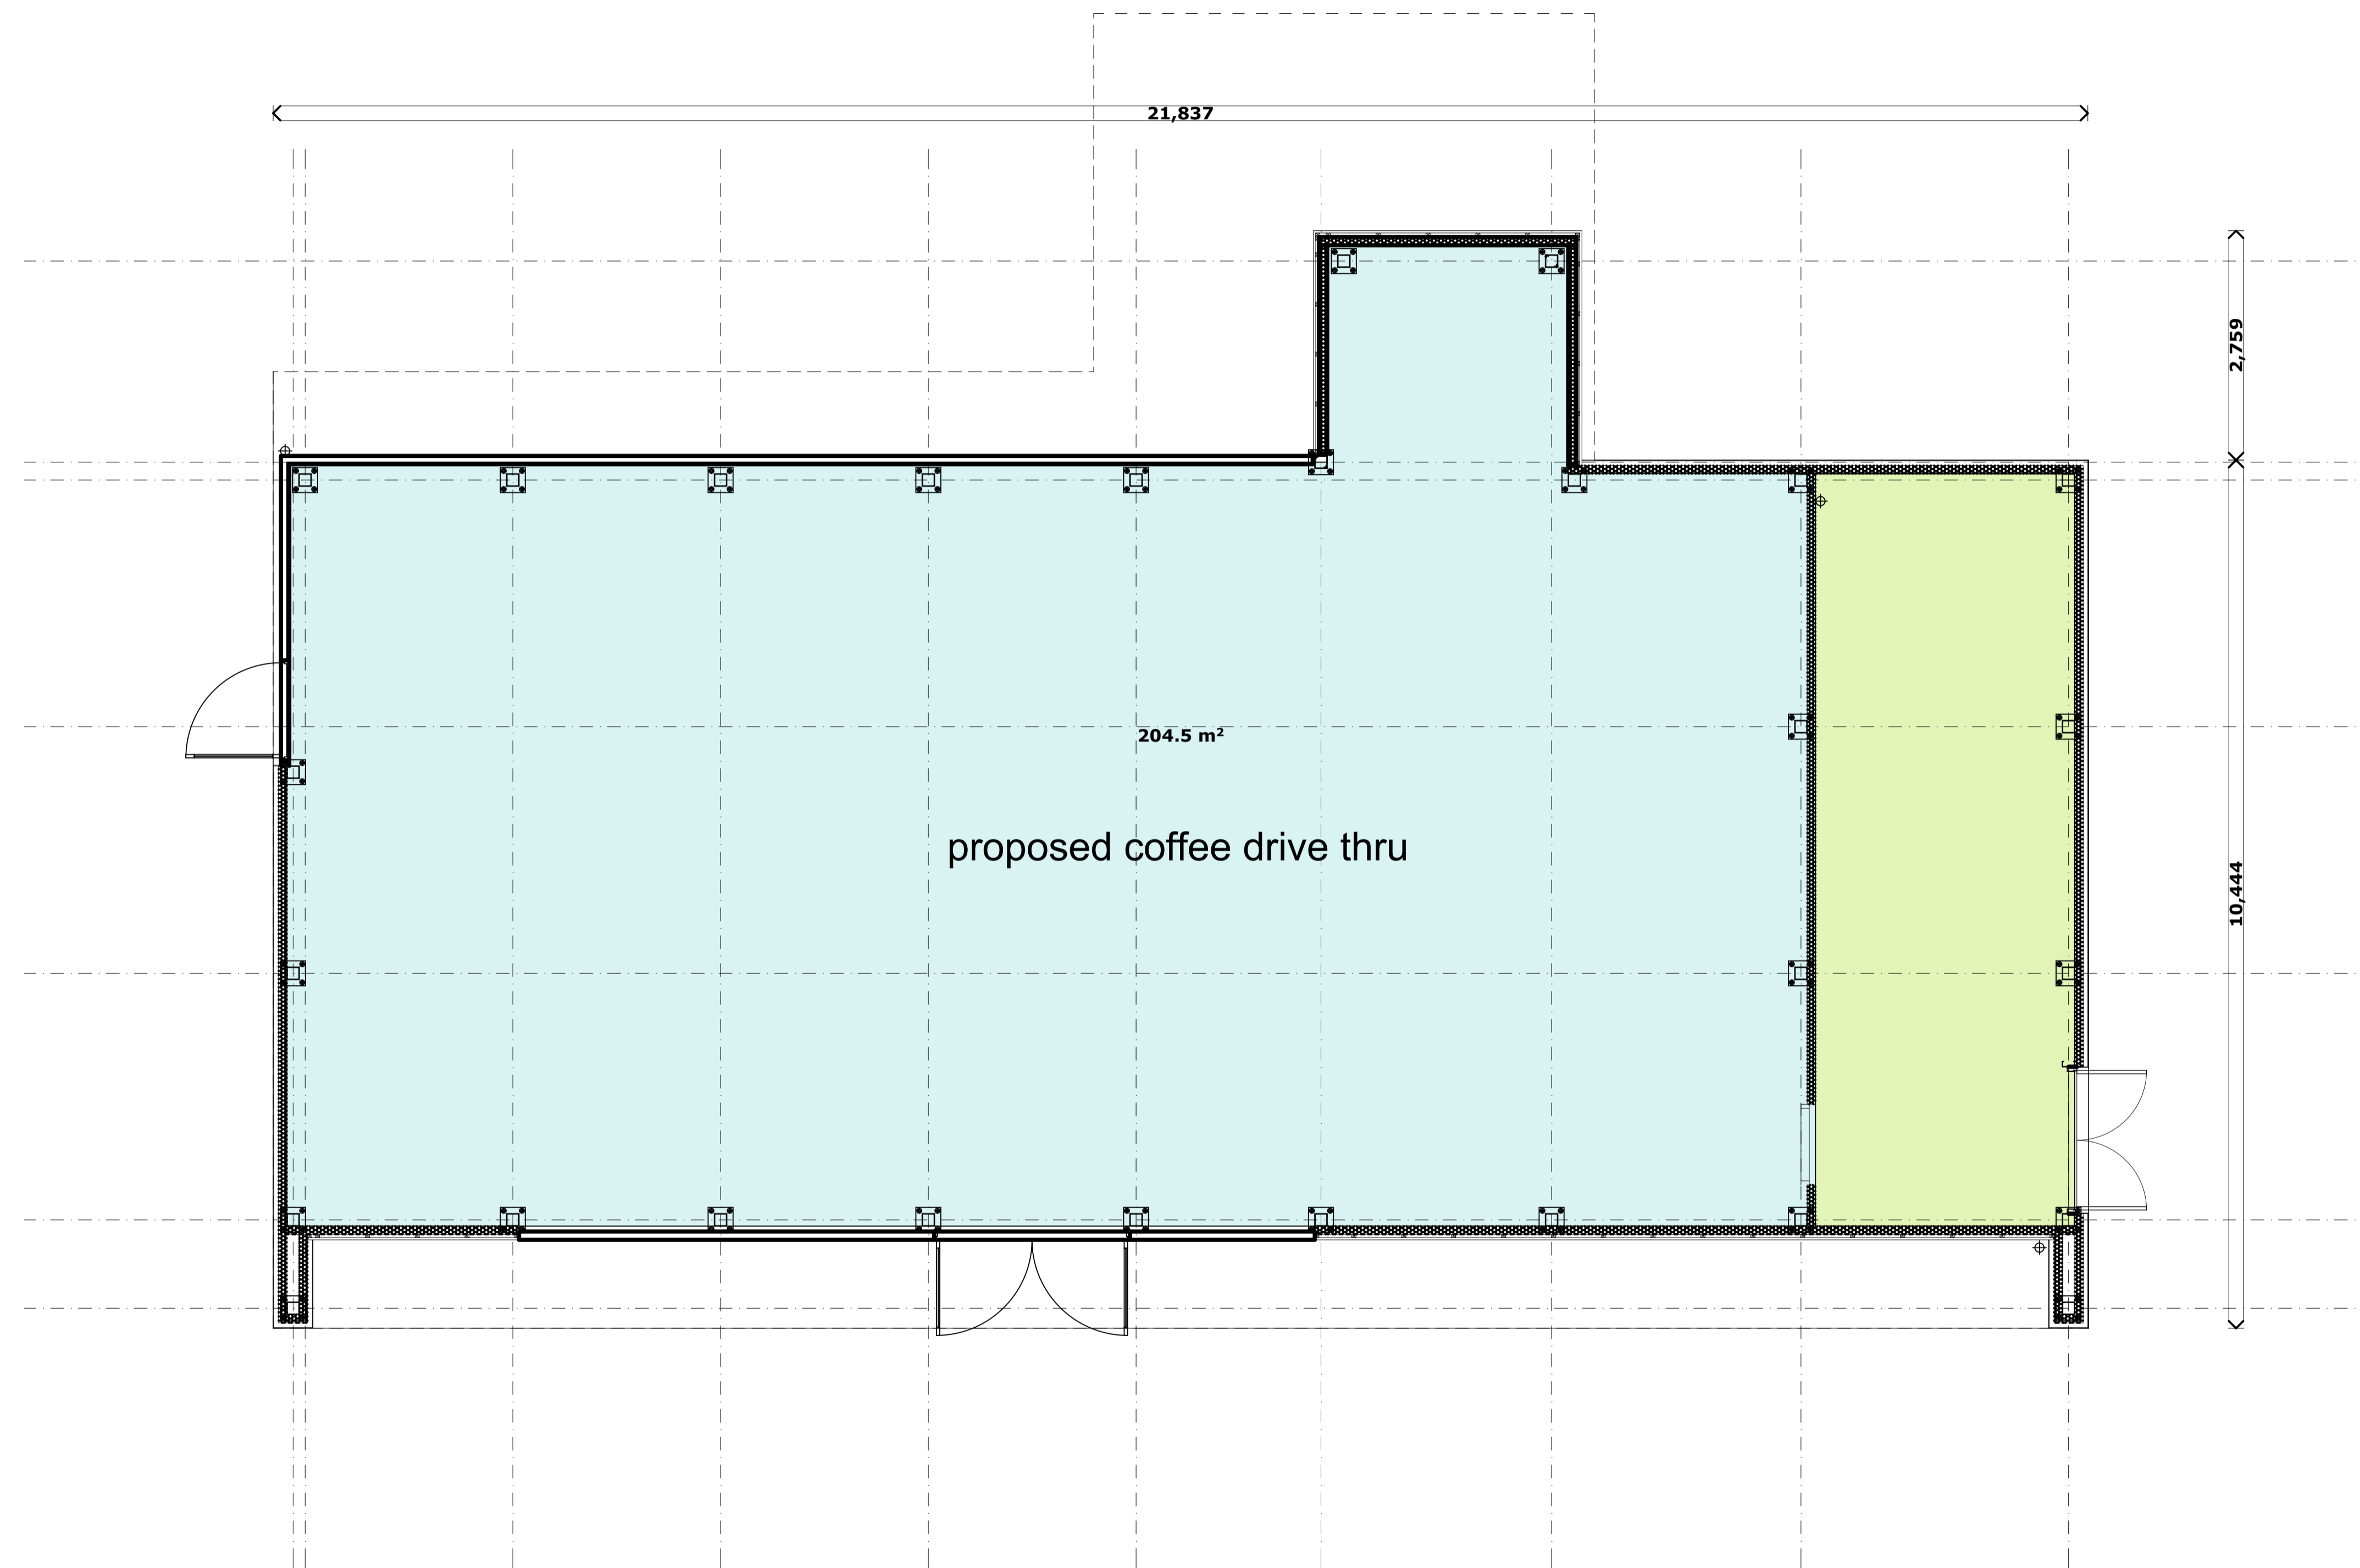 21,837
2,759
204.5 m²
proposed coffee drive thru
10,444